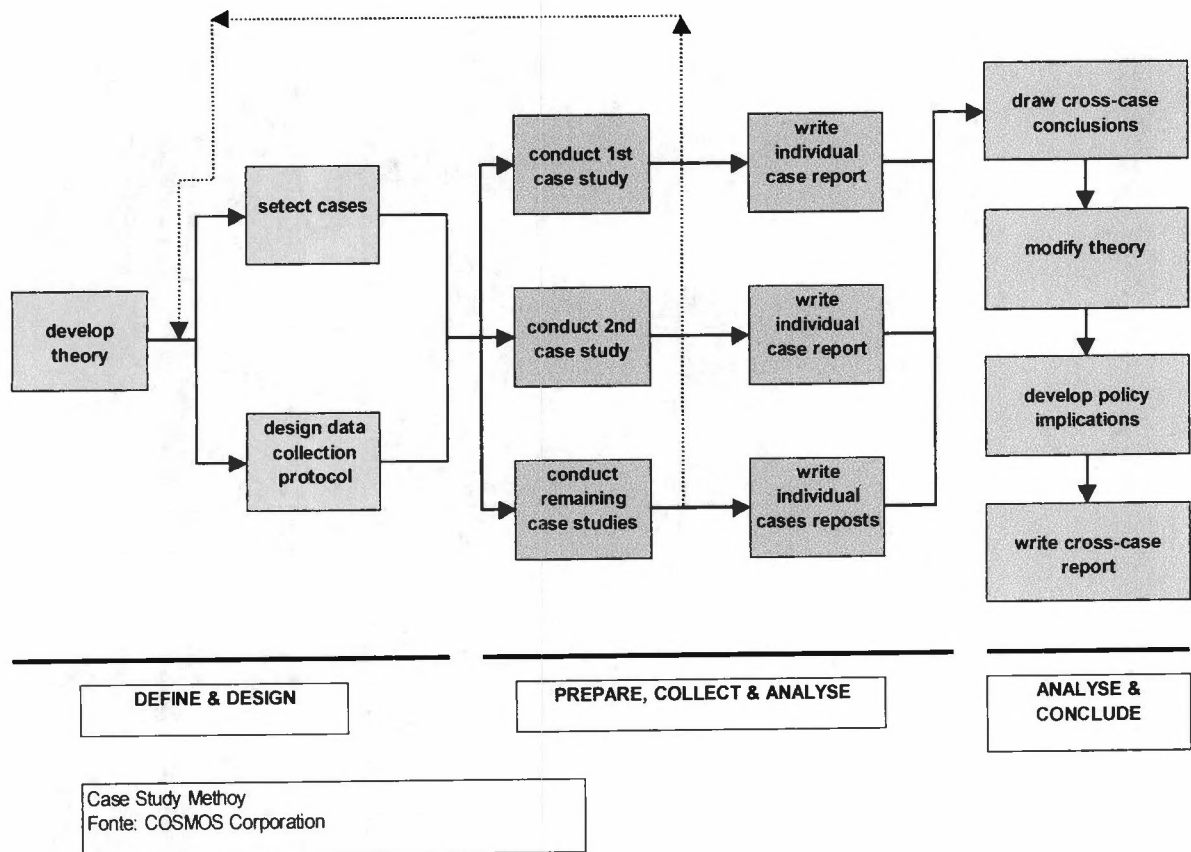 develop
theory
setect cases
design data
collection
protocol
conduct 1st
case study
conduct 2nd
case study
conduct
remaining
case studies
write
individual
case report
write
individual
case report
write
individual
cases reposts
draw cross-case
conclusions
modify theory
develop policy
implications
write cross-case
report
DEFINE & DESIGN
PREPARE, COLLECT & ANALYSE
ANALYSE &
CONCLUDE
Case Study Methoy
Fonte: COSMOS Corporation